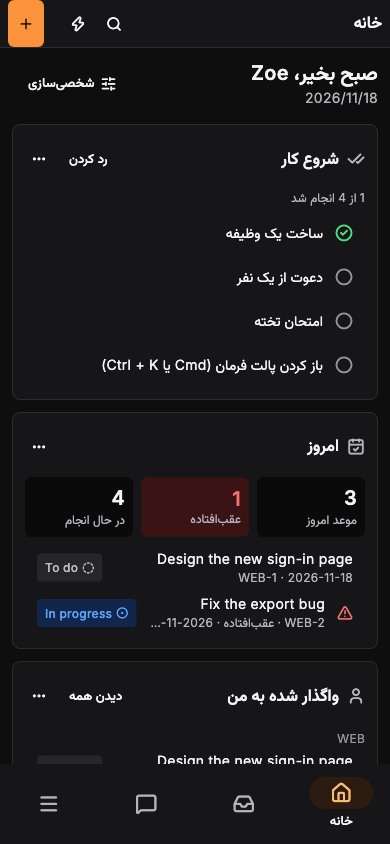 خانه
صبح بخیر، Zoe
2026/11/18
شخصی‌سازی
شروع کار
رد کردن
1 از 4 انجام شد
ساخت یک وظیفه
دعوت از یک نفر
امتحان تخته
باز کردن پالت فرمان (Cmd یا Ctrl + K)
امروز
3
موعد امروز
1
عقب‌افتاده
4
در حال انجام
Design the new sign-in page
WEB-1 · 2026-11-18
To do
Fix the export bug
WEB-2 · عقب‌افتاده · 2026-11-...
In progress
واگذار شده به من
دیدن همه
WEB
Design the new sign-in page
خانه